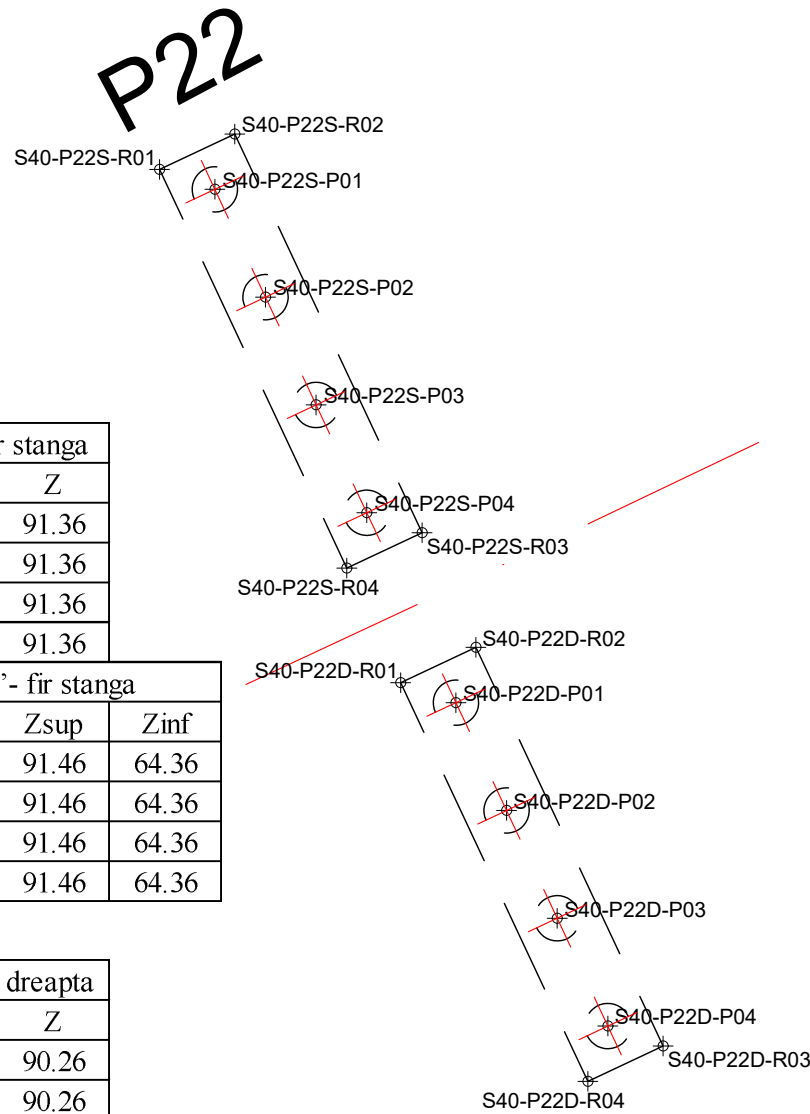 P22
S40-P22S-R02
S40-P22S-R01
S40-P22S-P01
S40-P22S-P02
S40-P22S-P03
S40-P22S-P04
S40-P22S-R03
S40-P22S-R04
stanga
Z
91.36
91.36
91.36
91.36
- fir stanga
Zsup Zinf
91.46 64.36
91.46 64.36
91.46 64.36
91.46 64.36
S40-P22D-R02
S40-P22D-R01
S40-P22D-P01
S40-P22D-P02
S40-P22D-P03
S40-P22D-P04
S40-P22D-R03
S40-P22D-R04
dreapta
Z
90.26
90.26